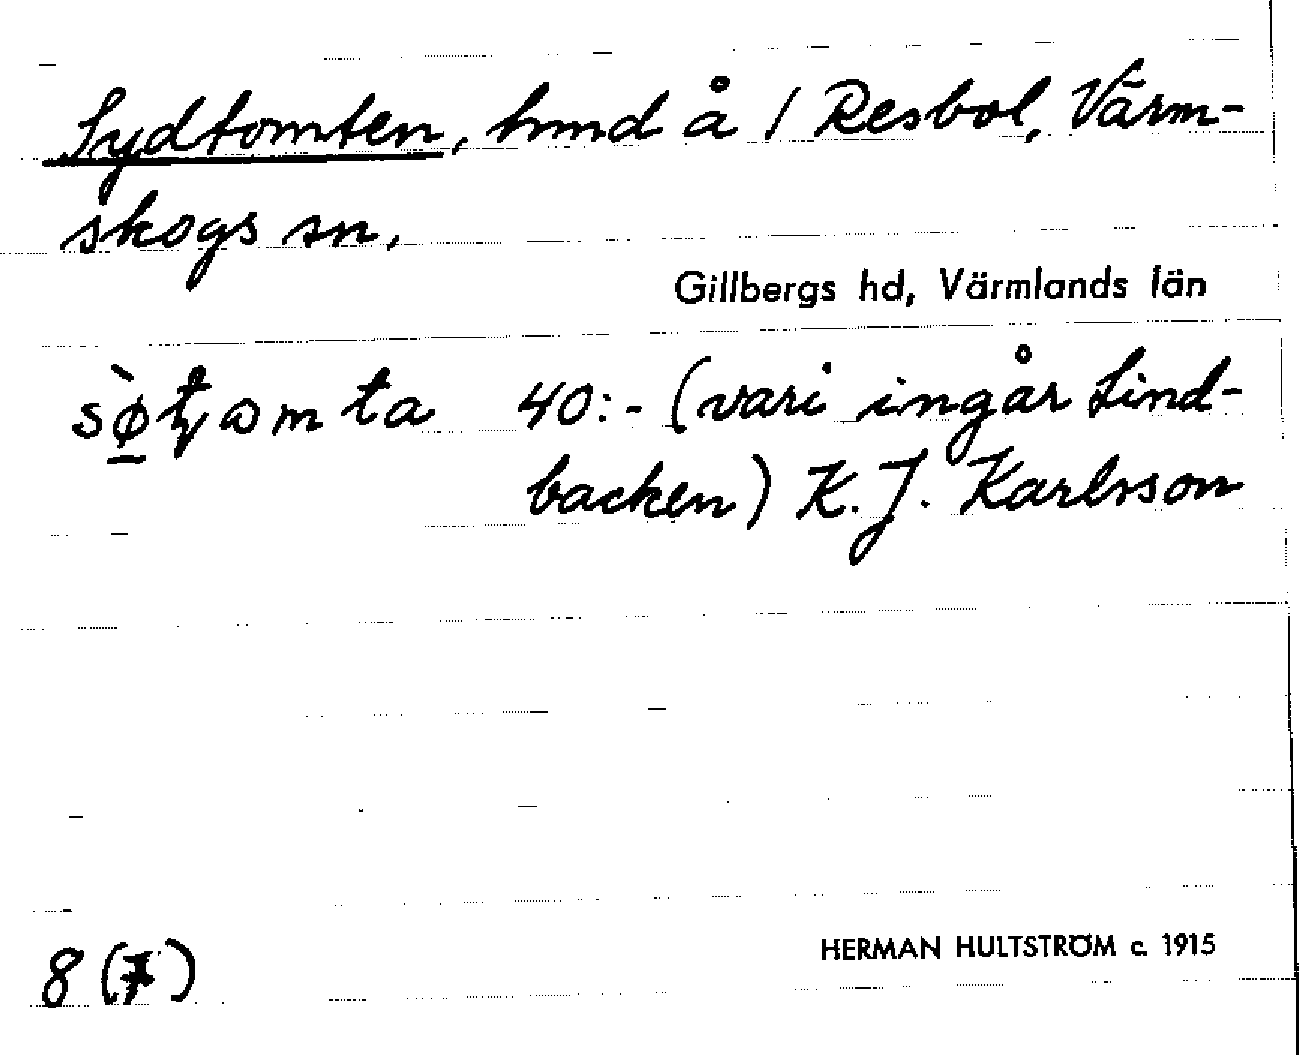 Sydtomten, hmd å 1 Resbol, Värm-
skogs sn,
Gillbergs hd, Värmlands län
40:- (vari ingår Lind-
backen) K. J. Karlsson
8 (7)
HERMAN HULTSTRÖM c. 1915